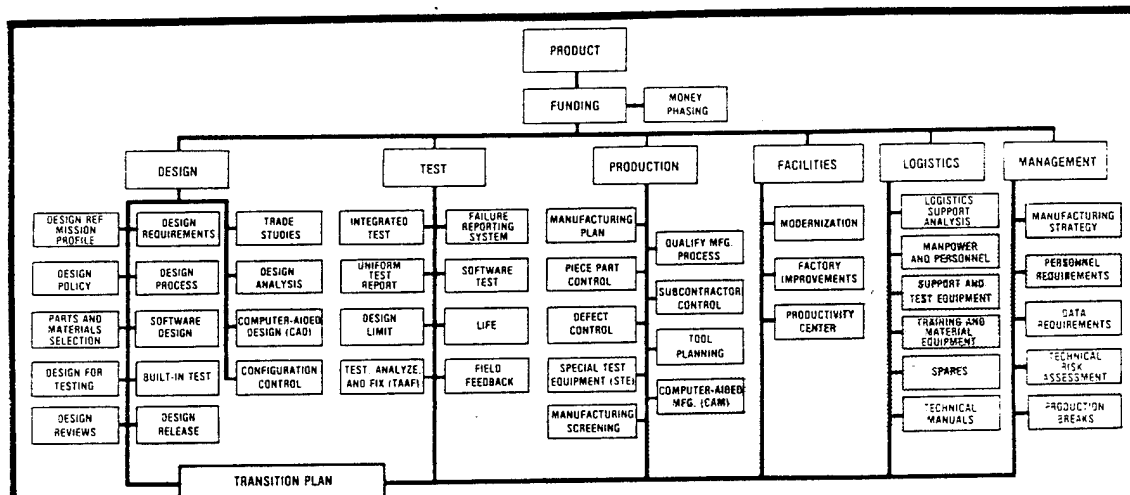 PRODUCT
FUNDING
MONEY
PHASING
DESIGN
TEST
PRODUCTION
FACILITIES
LOGISTICS
MANAGEMENT
DESIGN REF
MISSION
PROFILE
DESIGN
REQUIREMENTS
TRADE
STUDIES
DESIGN
POLICY
DESIGN
PROCESS
DESIGN
ANALYSIS
PARTS AND
MATERIALS
SELECTION
SOFTWARE
DESIGN
COMPUTER-AIDED
DESIGN (CAD)
DESIGN FOR
TESTING
BUILT-IN TEST
CONFIGURATION
CONTROL
DESIGN
REVIEWS
DESIGN
RELEASE
INTEGRATED
TEST
FAILURE
REPORTING
SYSTEM
UNIFORM
TEST
REPORT
SOFTWARE
TEST
DESIGN
LIMIT
LIFE
TEST, ANALYZE,
AND FIX (TAAF)
FIELD
FEEDBACK
MANUFACTURING
PLAN
QUALIFY MFG.
PROCESS
PIECE PART
CONTROL
SUBCONTRACTOR
CONTROL
DEFECT
CONTROL
TOOL
PLANNING
SPECIAL TEST
EQUIPMENT (STE)
COMPUTER-AIDED
MFG. (CAM)
MANUFACTURING
SCREENING
MODERNIZATION
FACTORY
IMPROVEMENTS
PRODUCTIVITY
CENTER
LOGISTICS
SUPPORT
ANALYSIS
MANPOWER
AND PERSONNEL
SUPPORT AND
TEST EQUIPMENT
TRAINING AND
MATERIAL
EQUIPMENT
SPARES
TECHNICAL
MANUALS
MANUFACTURING
STRATEGY
PERSONNEL
REQUIREMENTS
DATA
REQUIREMENTS
TECHNICAL
RISK
ASSESSMENT
PRODUCTION
BREAKS
TRANSITION PLAN